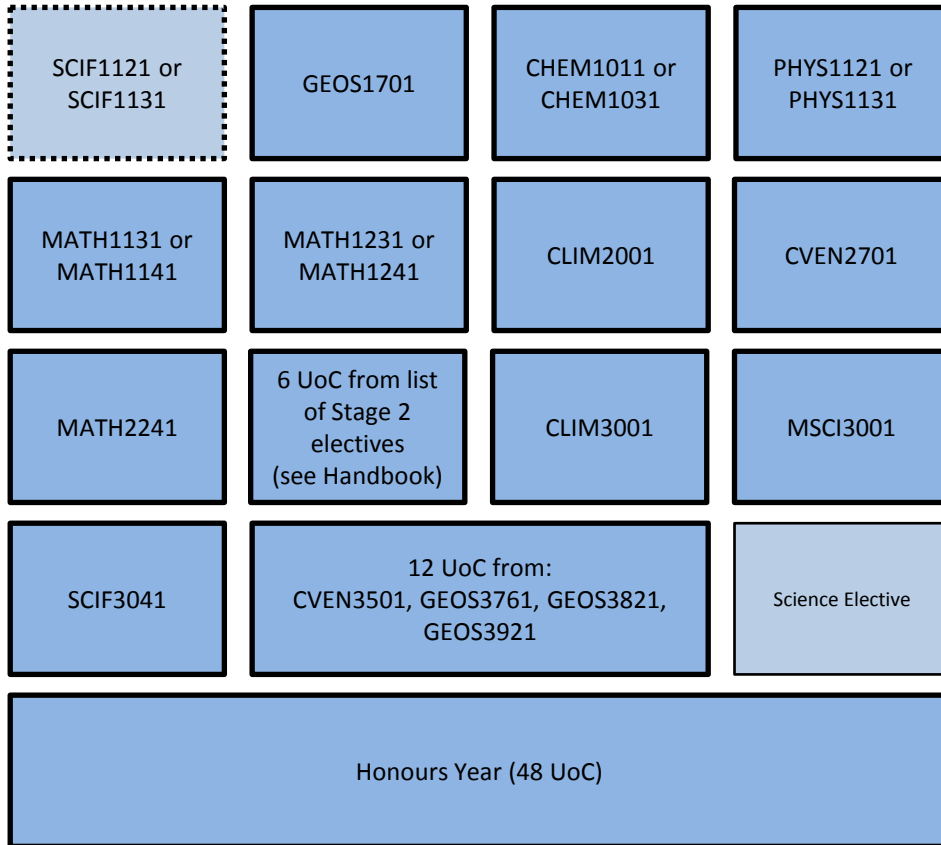 SCIF1121 or
SCIF1131
GEOS1701
CHEM1011 or
CHEM1031
PHYS1121 or
PHYS1131
MATH1131 or
MATH1141
MATH1231 or
MATH1241
CLIM2001
CVEN2701
MATH2241
6 UoC from list
of Stage 2
electives
(see Handbook)
CLIM3001
MSCI3001
SCIF3041
12 UoC from:
CVEN3501, GEOS3761, GEOS3821,
GEOS3921
Science Elective
Honours Year (48 UoC)